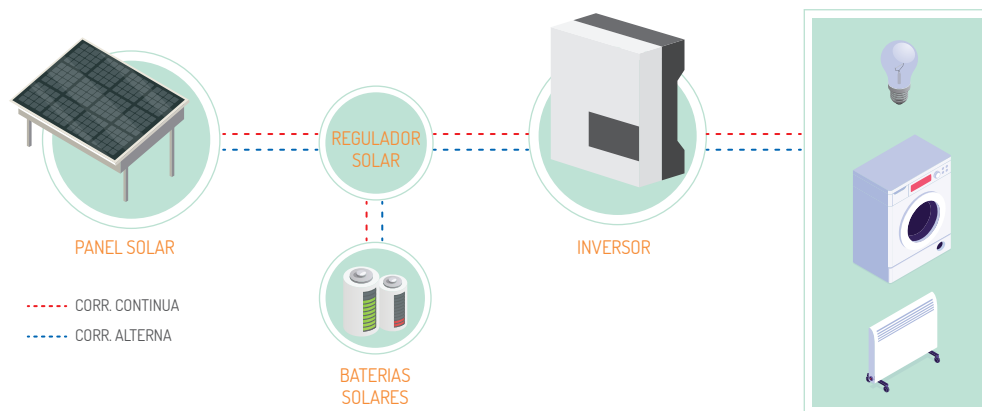 REGULADOR
SOLAR
PANEL SOLAR
INVERSOR
CORR. CONTINUA
CORR. ALTERNA
BATERIAS
SOLARES